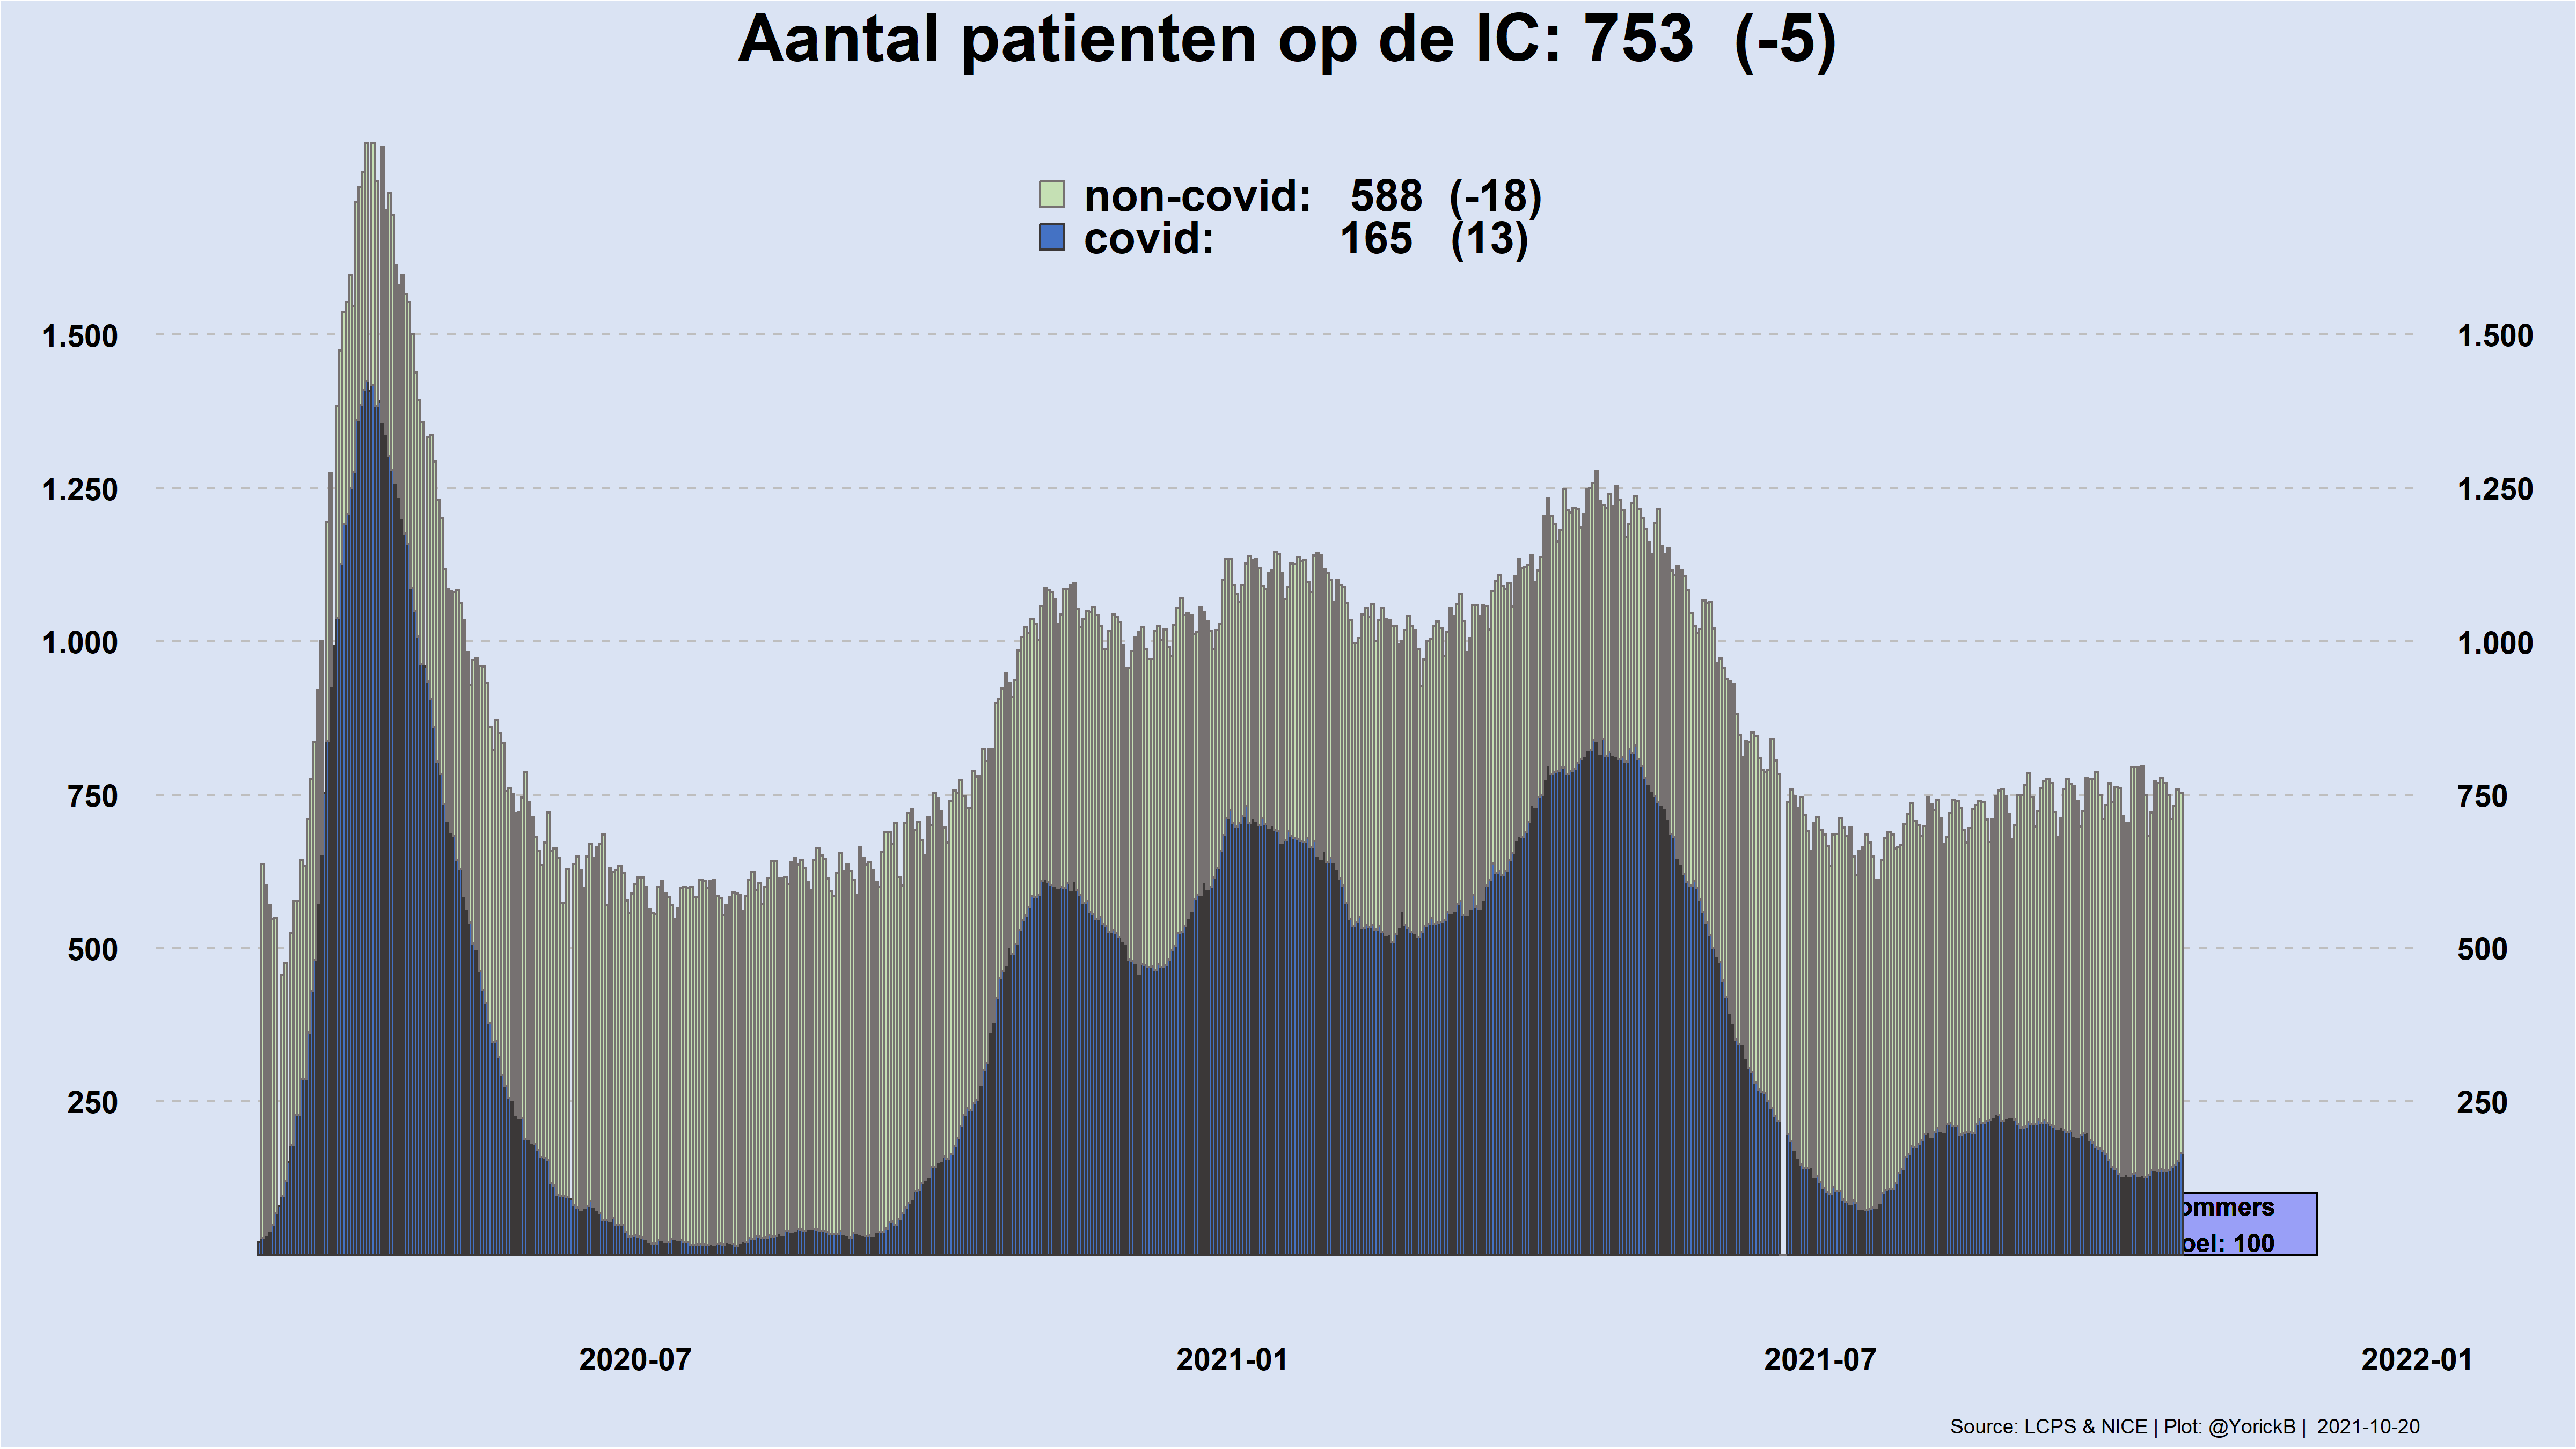 Aantal patienten op de IC: 753 (-5)
non-covid: 588 (-18)
covid: 165 (13)
1.500 1.500
1.250 1.250
1.000 1.000
750 750
500 500
250 250
100
2020-07 2021-01 2021-07 2022-01
Source: LCPS & NICE | Plot: @YorickB | 2021-10-20